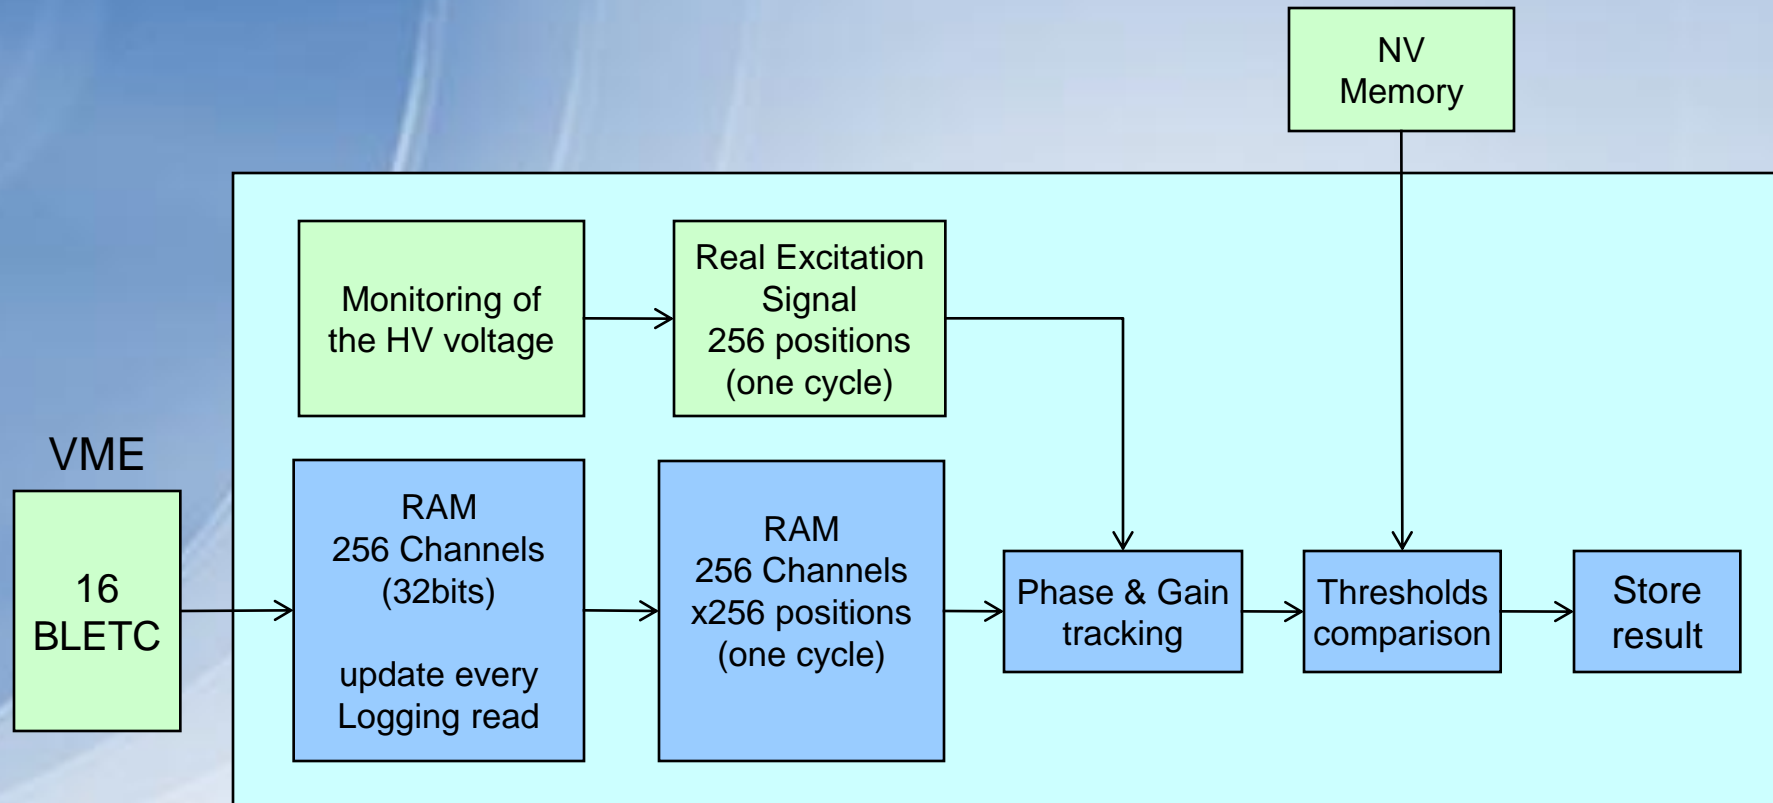 NV
Memory
Monitoring of
the HV voltage
Real Excitation
Signal
256 positions
(one cycle)
VME
16
BLETC
RAM
256 Channels
(32bits)
update every
Logging read
RAM
256 Channels
x256 positions
(one cycle)
Phase & Gain
tracking
Thresholds
comparison
Store
result